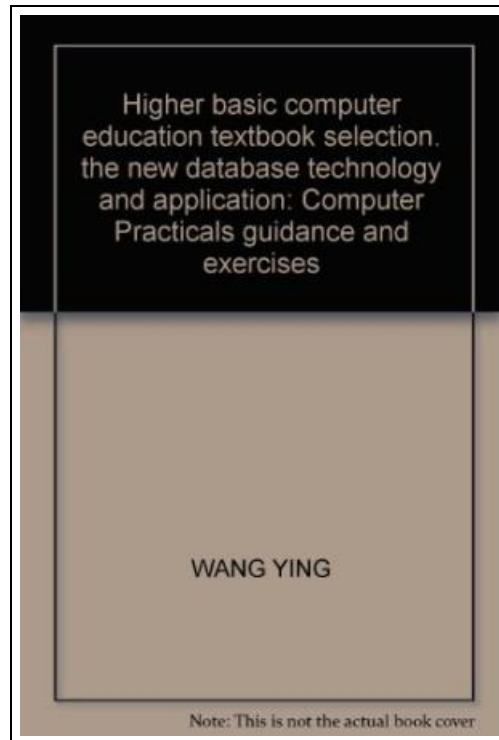 Higher basic computer
education textbook selection.
the new database technology
and application: Computer
Practicals guidance and
exercises
WANG YING
Note: This is not the actual book cover